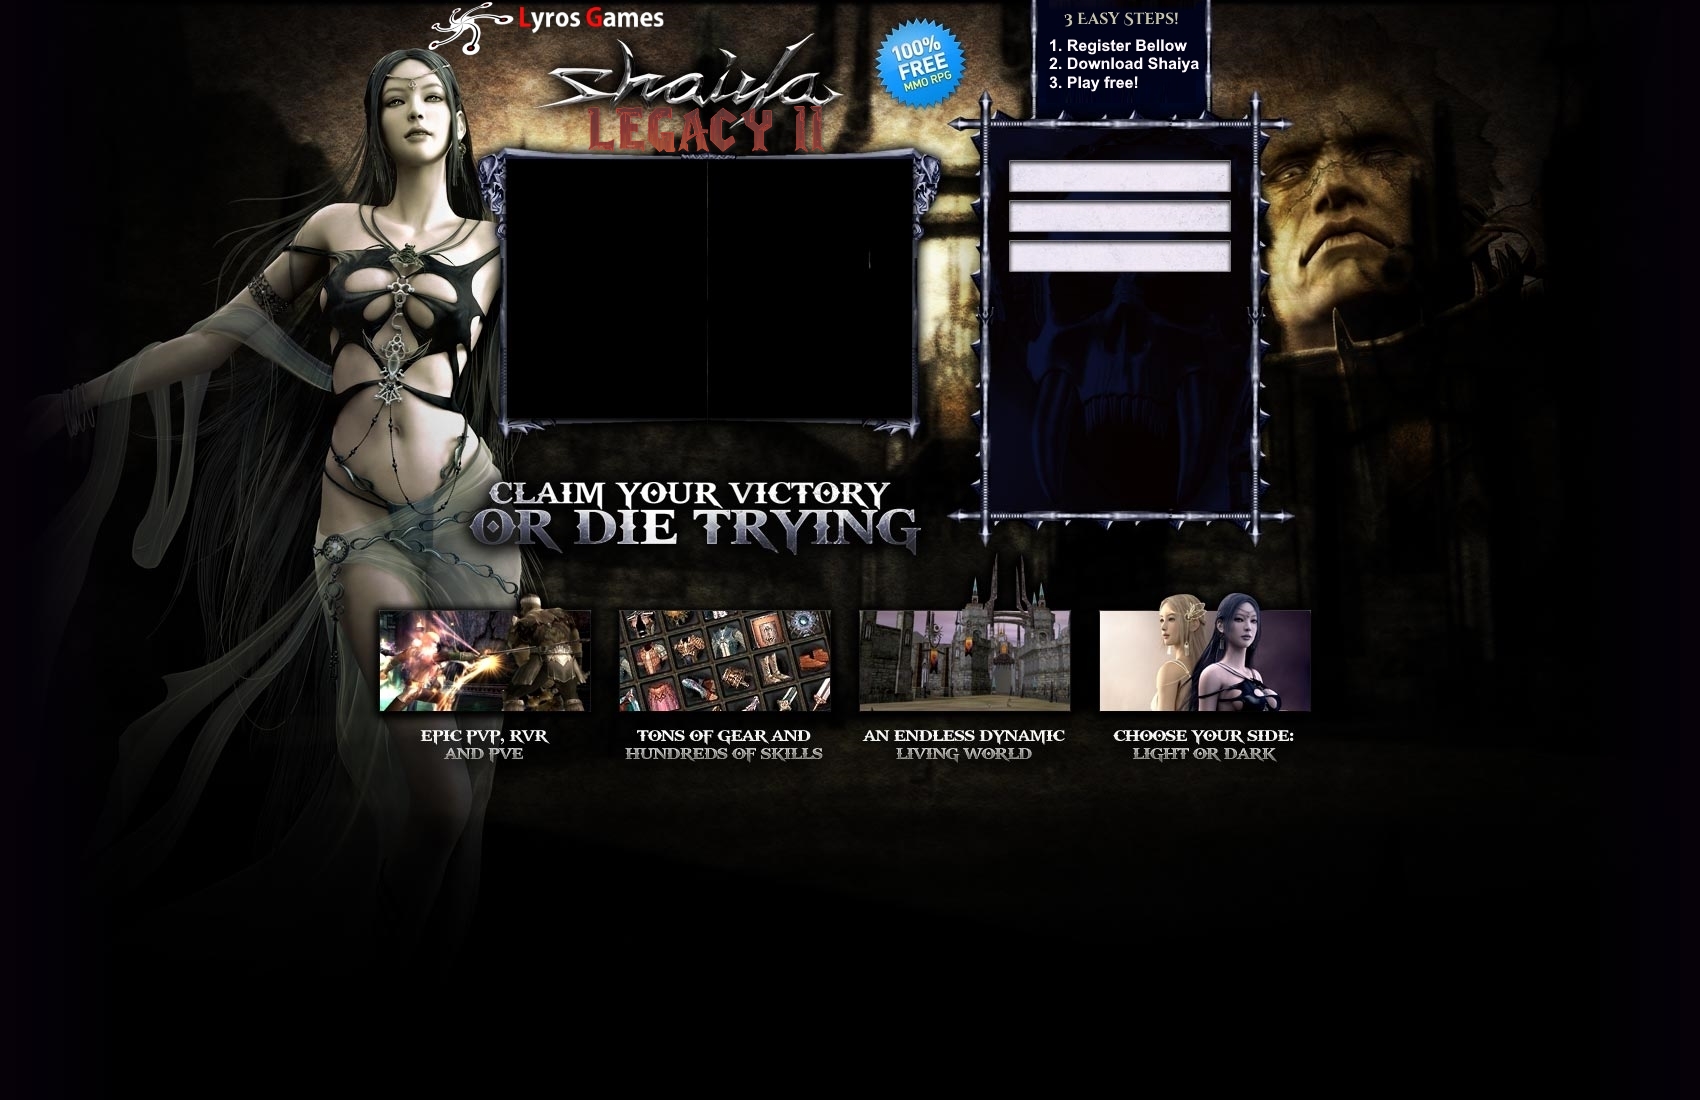 Lyros Games
Shaiya
LEGACY II
100%
FREE
MMO RPG
3 EASY STEPS!
1. Register Bellow
2. Download Shaiya
3. Play free!
CLAIM YOUR VICTORY
OR DIE TRYING
EPIC PVP, RVR
AND PVE
TONS OF GEAR AND
HUNDREDS OF SKILLS
AN ENDLESS DYNAMIC
LIVING WORLD
CHOOSE YOUR SIDE:
LIGHT OR DARK